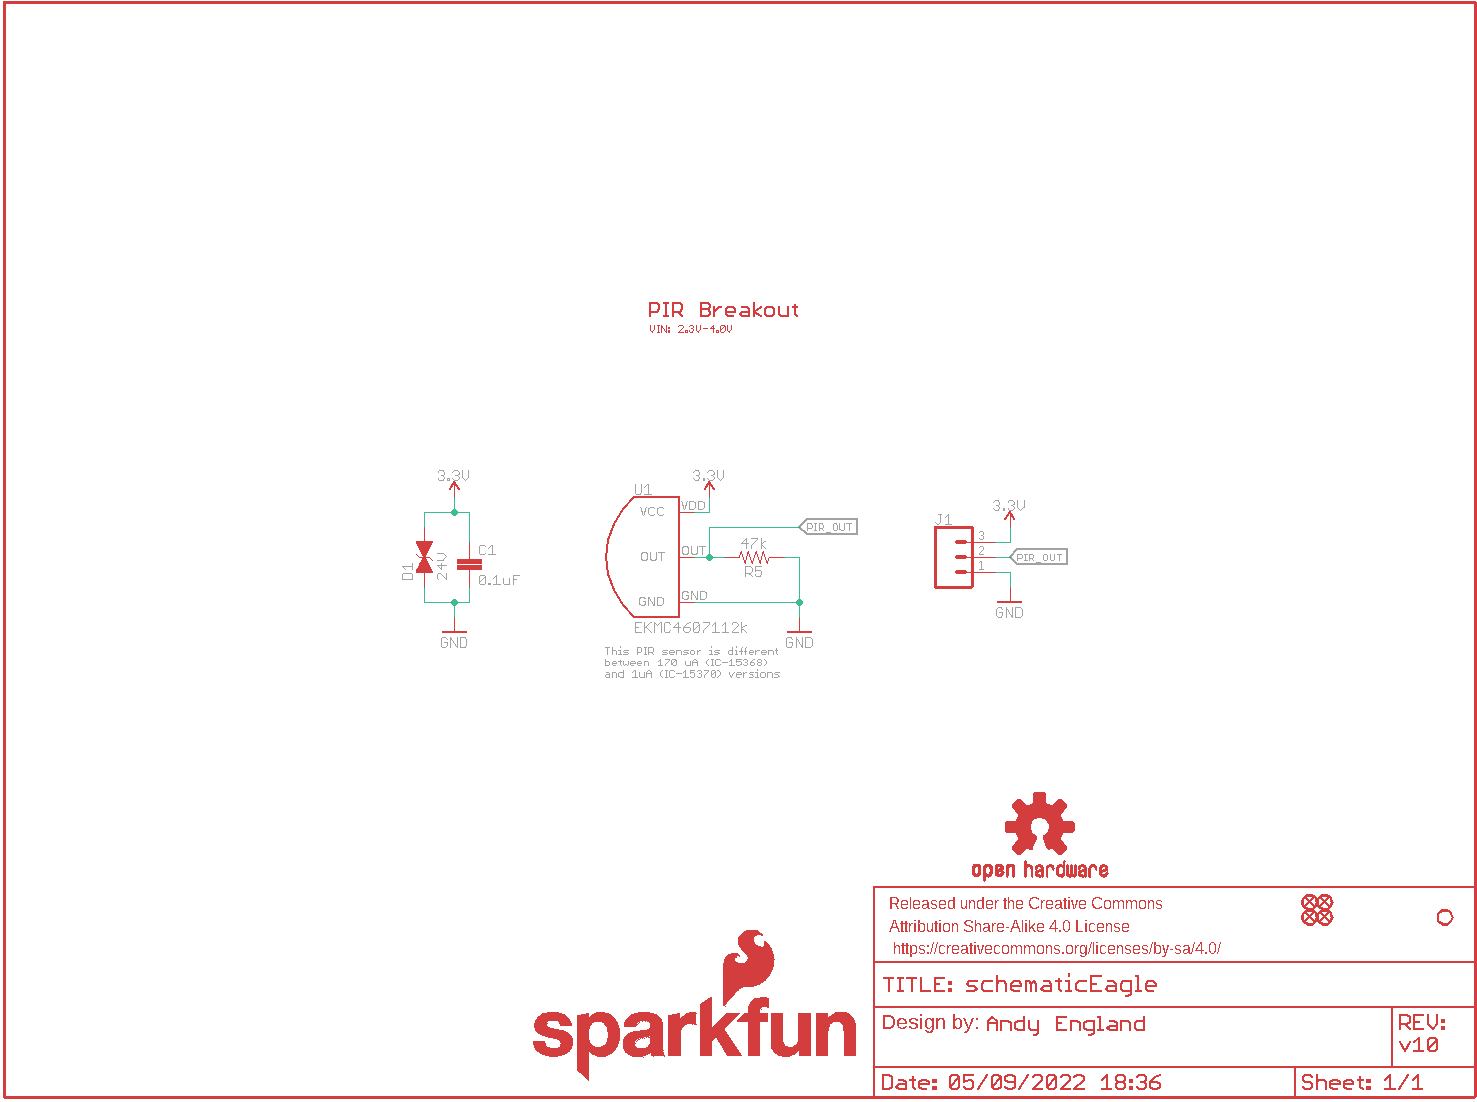 PIR Breakout
VIN: 2.3V-4.0V
3.3V
D1
24V
C1
0.1uF
GND
U1
3.3V
VCC
VDD
PIR_OUT
OUT
OUT
47k
R5
GND
GND
EKMC4607112k
GND
This PIR sensor is different
between 170 uA (IC-15368)
and 1uA (IC-15370) versions
3.3V
J1
3
2
PIR_OUT
1
GND
open hardware
Released under the Creative Commons
Attribution Share-Alike 4.0 License
https://creativecommons.org/licenses/by-sa/4.0/
TITLE: schematicEagle
sparkfun
Design by: Andy England
REV:
v10
Date: 05/09/2022 18:36
Sheet: 1/1